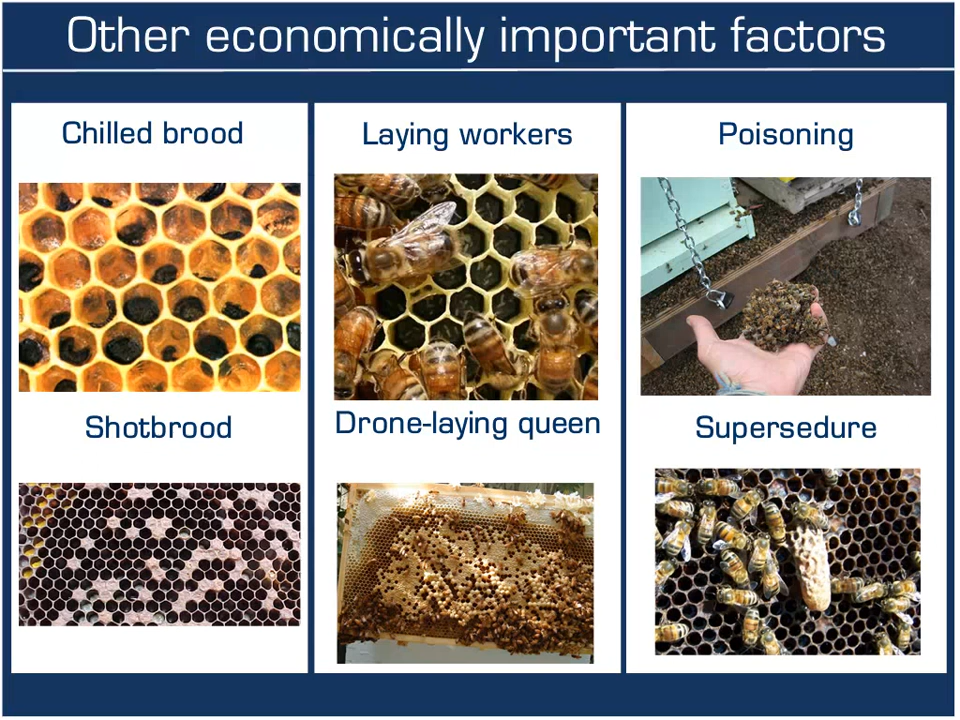 Other economically important factors
Chilled brood
Laying workers
Poisoning
Shotbrood
Drone-laying queen
Supersedure